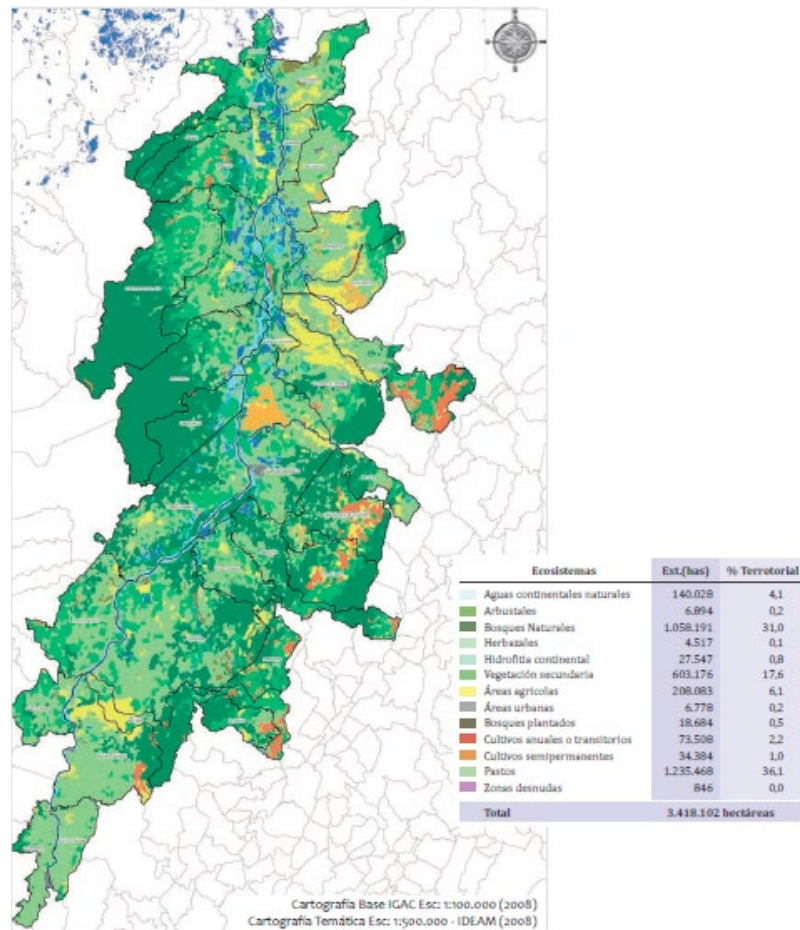 Ecosistemas Ext.(has) % Terrotorial
Aguas continentales naturales 140.028 4,1
Arbustales 6.894 0,2
Bosques Naturales 1.058.191 31,0
Herbazales 4.517 0,1
Hidrofitia continental 27.547 0,8
Vegetación secundaria 603.176 17,6
Áreas agrícolas 208.083 6,1
Áreas urbanas 6.778 0,2
Bosques plantados 18.684 0,5
Cultivos anuales o transitorios 73.508 2,2
Cultivos semipermanentes 34.384 1,0
Pastos 1.235.468 36,1
Zonas desnudas 846 0,0
Total 3.418.102 hectáreas
Cartografía Base IGAC Esc: 1:100.000 (2008)
Cartografía Temática Esc: 1:500.000 - IDEAM (2008)